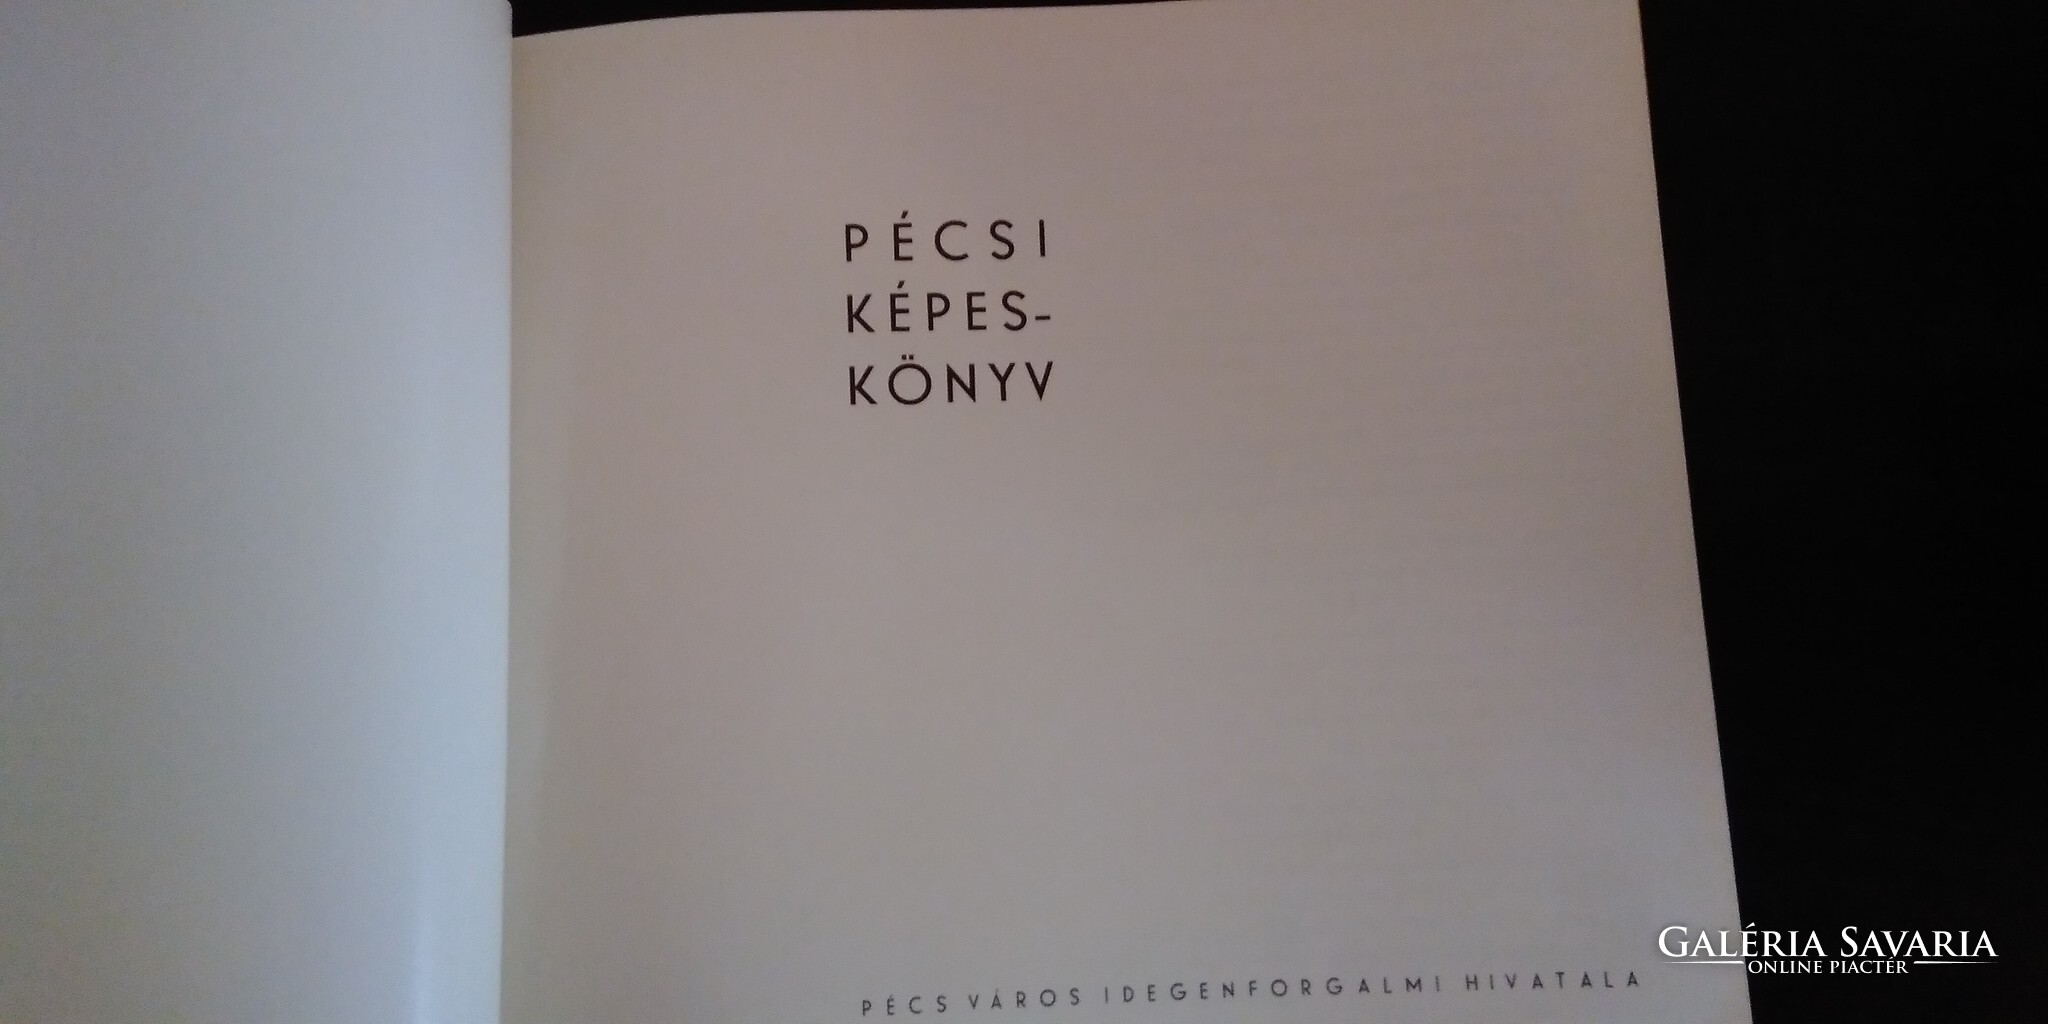 PÉCSI
KÉPES-
KÖNYV
PÉCS VÁROS IDEGENFORGALMI HIVATALA
GALÉRIA SAVARIA
ONLINE PIACTÉR